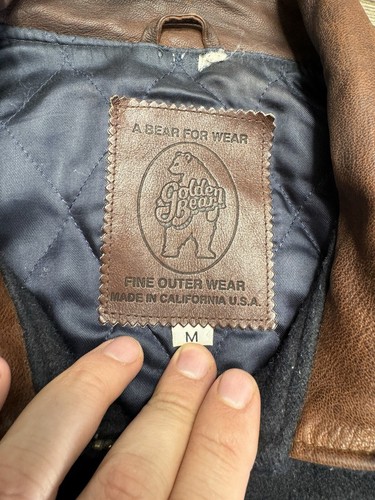 A BEAR FOR WEAR
Golden
Bear
FINE OUTER WEAR
MADE IN CALIFORNIA U.S.A.
M